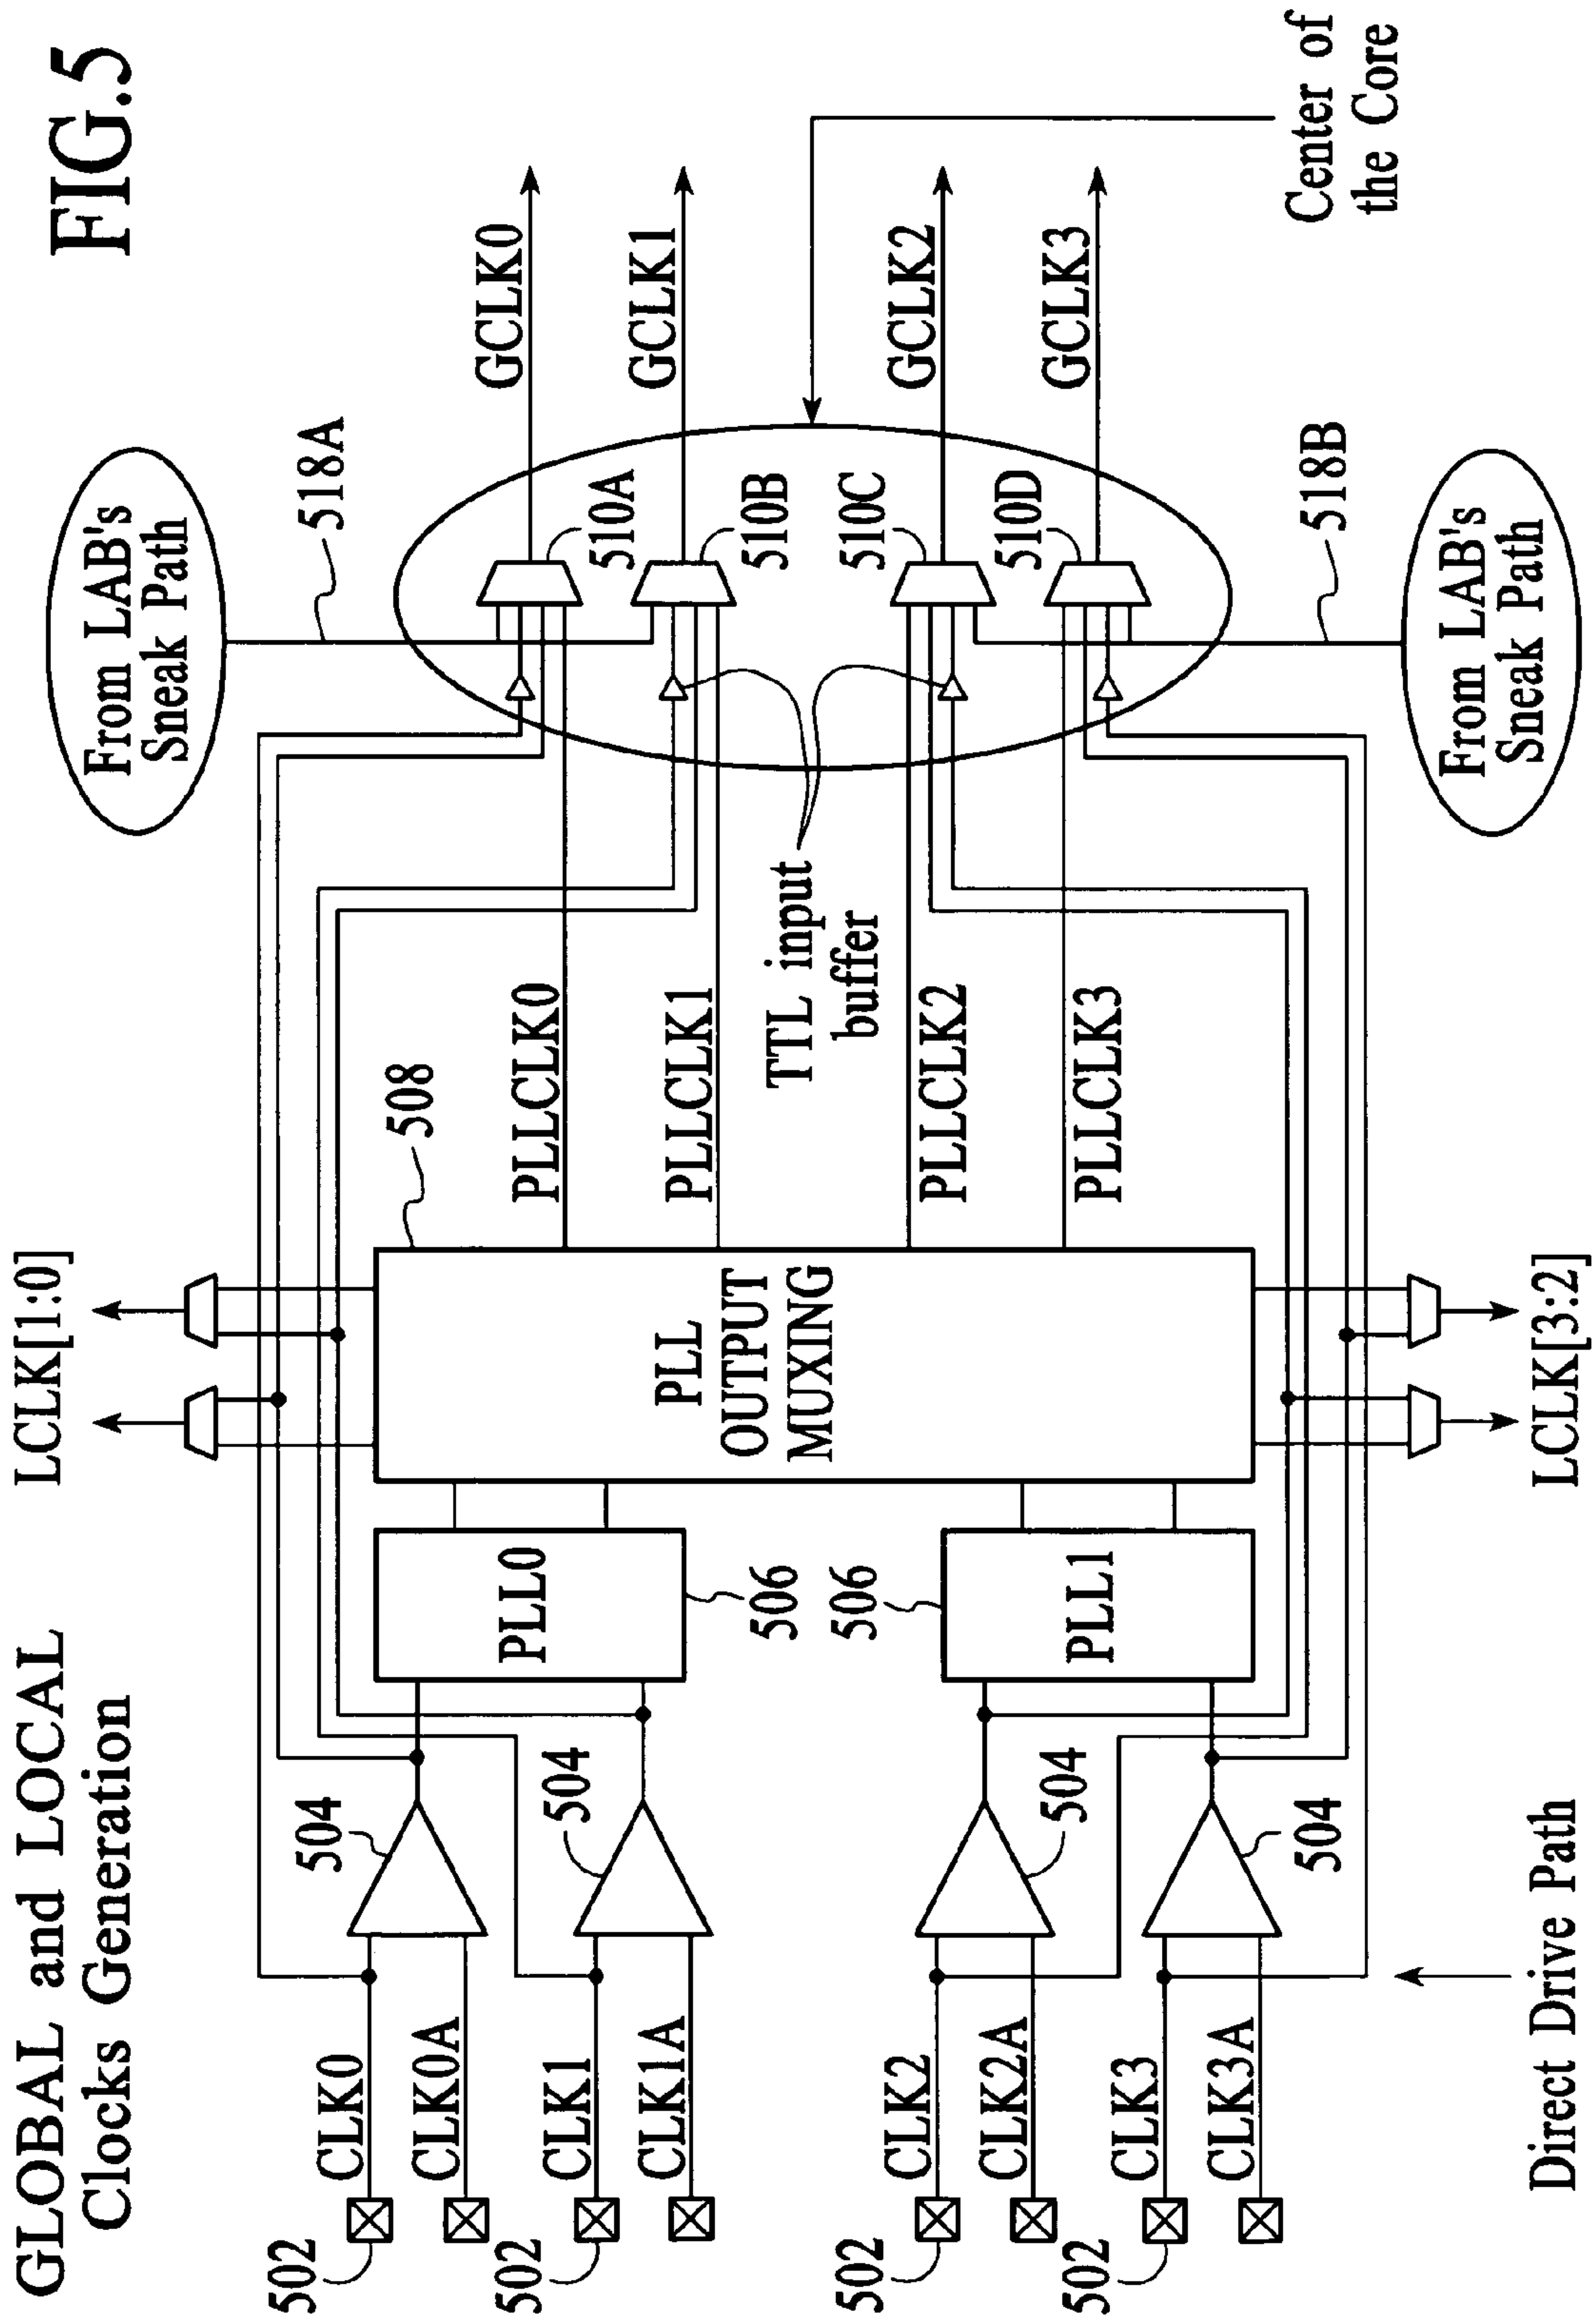 FIG.5
GLOBAL and LOCAL
Clocks Generation
LCLK[1:0]
From LAB's
Sneak Path
518A
502
CLK0
504
CLK0A
PLL0
508
PLLCLK0
510A
GCLK0
502
CLK1
504
CLK1A
506
PLL
OUTPUT
MUXING
PLLCLK1
510B
GCLK1
TTL input
buffer
502
CLK2
506
504
CLK2A
PLL1
PLLCLK2
510C
GCLK2
502
CLK3
504
CLK3A
PLLCLK3
510D
GCLK3
518B
From LAB's
Sneak Path
Center of
the Core
Direct Drive Path
LCLK[3:2]